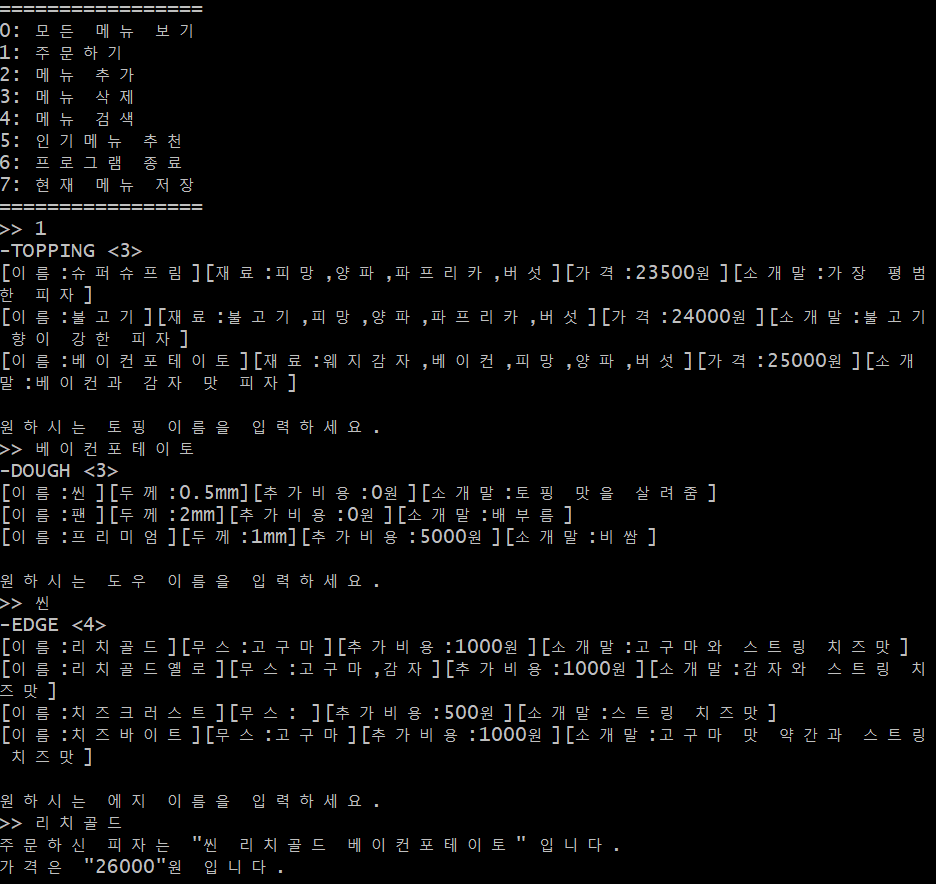 =================
0: 모든 메뉴 보기
1: 주문하기
2: 메뉴 추가
3: 메뉴 삭제
4: 메뉴 검색
5: 인기메뉴 추천
6: 프로그램 종료
7: 현재 메뉴 저장
=================
>> 1
-TOPPING <3>
[이름:슈퍼슈프림][재료:피망,양파,파프리카,버섯][가격:23500원][소개말:가장 평범
한 피자]
[이름:불고기][재료:불고기,피망,양파,파프리카,버섯][가격:24000원][소개말:불고기
향이 강한 피자]
[이름:베이컨포테이토][재료:웨지감자,베이컨,피망,양파,버섯][가격:25000원][소개
말:베이컨과 감자 맛 피자]
원하시는 토핑 이름을 입력하세요.
>> 베이컨포테이토
-DOUGH <3>
[이름:씬][두께:0.5mm][추가비용:0원][소개말:토핑 맛을 살려줌]
[이름:팬][두께:2mm][추가비용:0원][소개말:배부름]
[이름:프리미엄][두께:1mm][추가비용:5000원][소개말:비쌈]
원하시는 도우 이름을 입력하세요.
>> 씬
-EDGE <4>
[이름:리치골드][무스:고구마][추가비용:1000원][소개말:고구마와 스트링 치즈맛]
[이름:리치골드옐로][무스:고구마,감자][추가비용:1000원][소개말:감자와 스트링 치
즈맛]
[이름:치즈크러스트][무스: ][추가비용:500원][소개말:스트링 치즈맛]
[이름:치즈바이트][무스:고구마][추가비용:1000원][소개말:고구마 맛 약간과 스트링
치즈맛]
원하시는 에지 이름을 입력하세요.
>> 리치골드
주문하신 피자는 "씬 리치골드 베이컨포테이토" 입니다.
가격은 "26000"원 입니다.